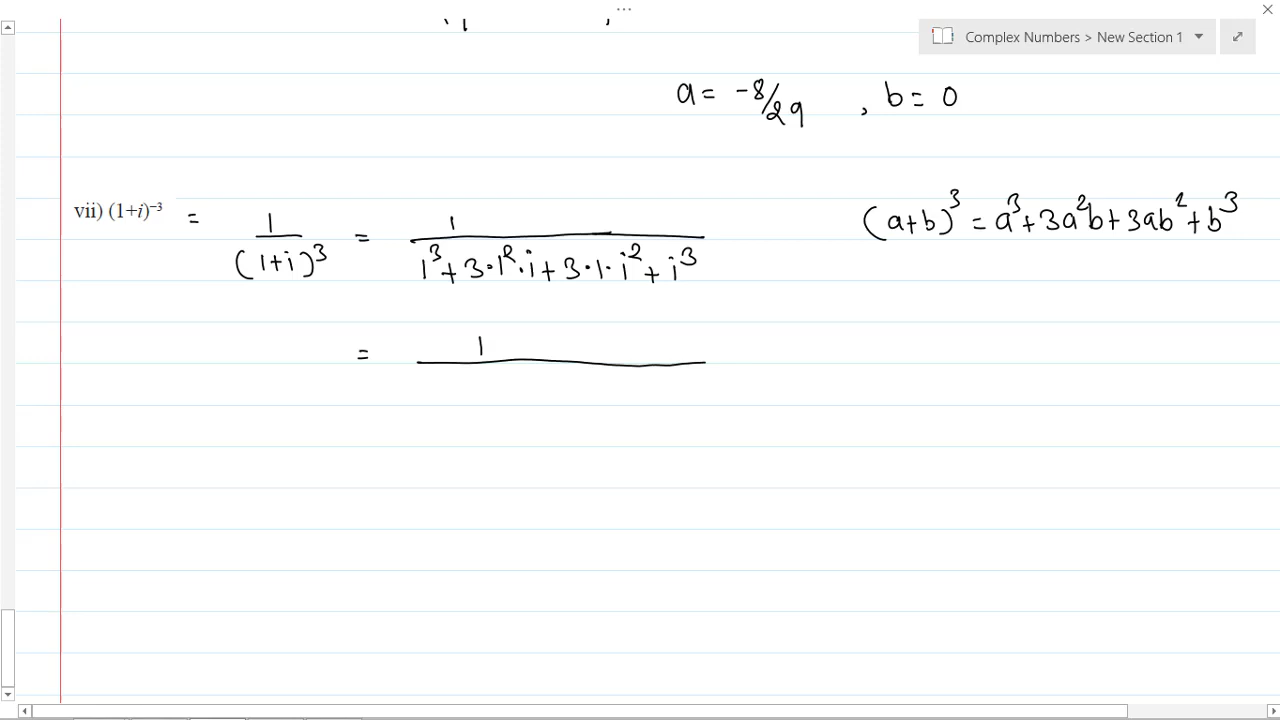 Complex Numbers > New Section 1
a = -8/29 , b = 0
vii) (1+i)⁻³ = 1/(1+i)³ = 1/(1³+3·1²·i+3·1·i²+i³) (a+b)³ = a³+3a²b+3ab²+b³
= 1